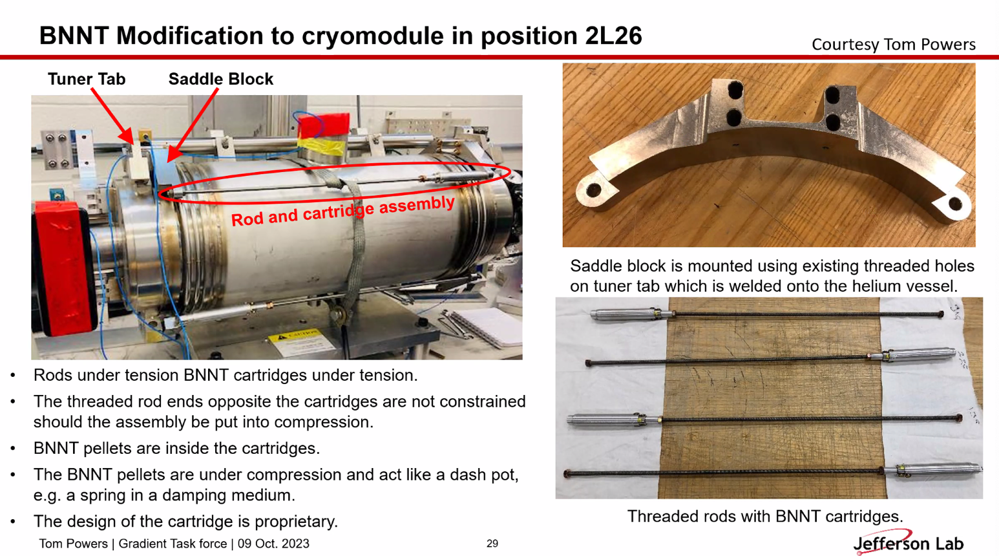 BNNT Modification to cryomodule in position 2L26
Courtesy Tom Powers
Tuner Tab
Saddle Block
Rod and cartridge assembly
CAUTION
Saddle block is mounted using existing threaded holes
on tuner tab which is welded onto the helium vessel.
• Rods under tension BNNT cartridges under tension.
• The threaded rod ends opposite the cartridges are not constrained
should the assembly be put into compression.
• BNNT pellets are inside the cartridges.
• The BNNT pellets are under compression and act like a dash pot,
e.g. a spring in a damping medium.
• The design of the cartridge is proprietary.
Threaded rods with BNNT cartridges.
Tom Powers | Gradient Task force | 09 Oct. 2023
29
Jefferson Lab